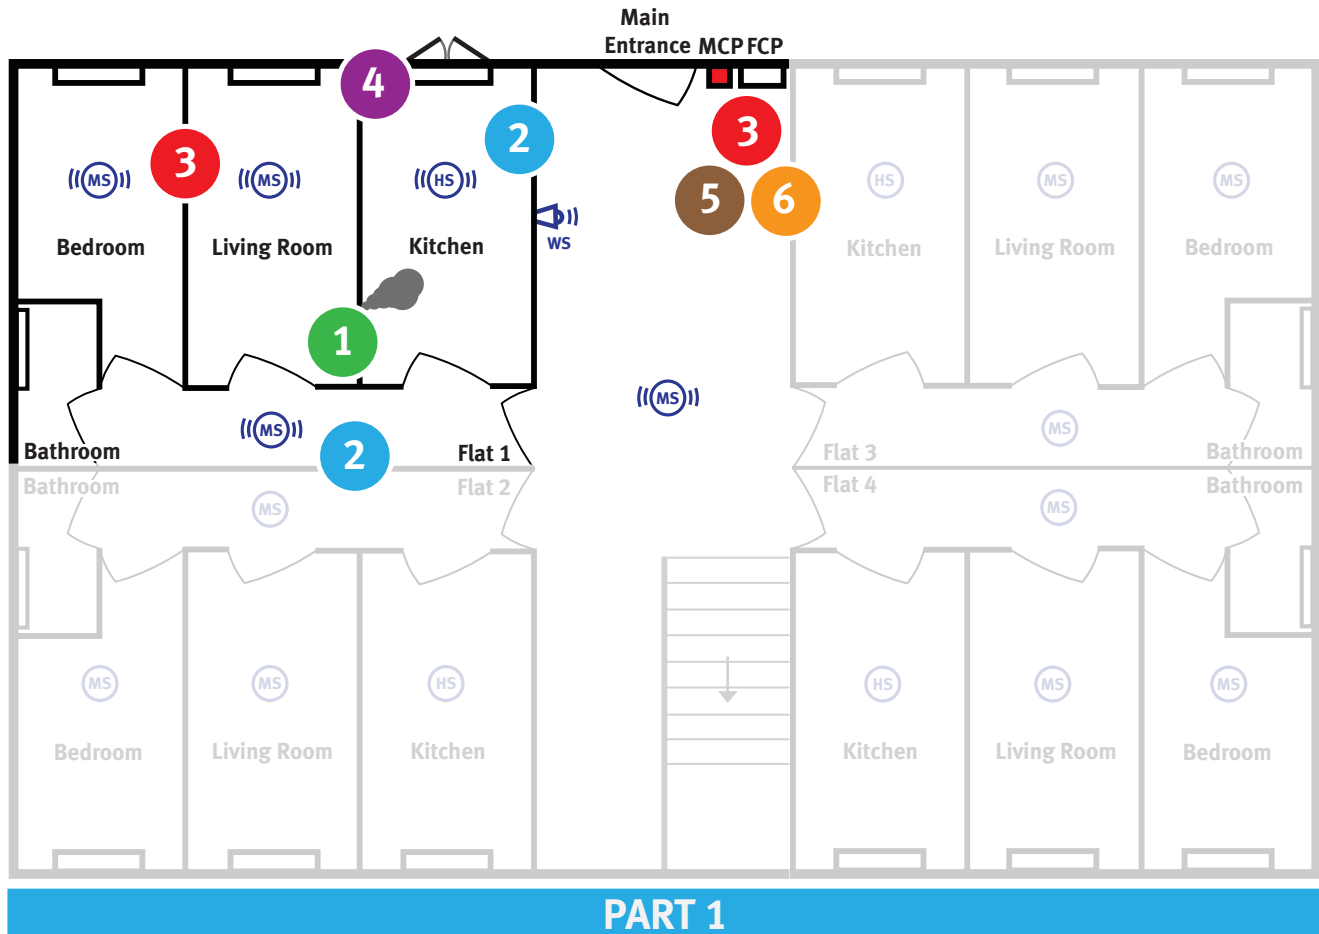 Main
Entrance MCP FCP
4
2
3
3
5
6
MS
MS
HS
HS
MS
MS
Bedroom
Living Room
Kitchen
WS
Kitchen
Living Room
Bedroom
1
MS
MS
MS
2
Bathroom
Flat 1
Flat 3
Bathroom
Bathroom
Flat 2
Flat 4
Bathroom
MS
MS
MS
MS
HS
HS
MS
MS
Bedroom
Living Room
Kitchen
Kitchen
Living Room
Bedroom
PART 1